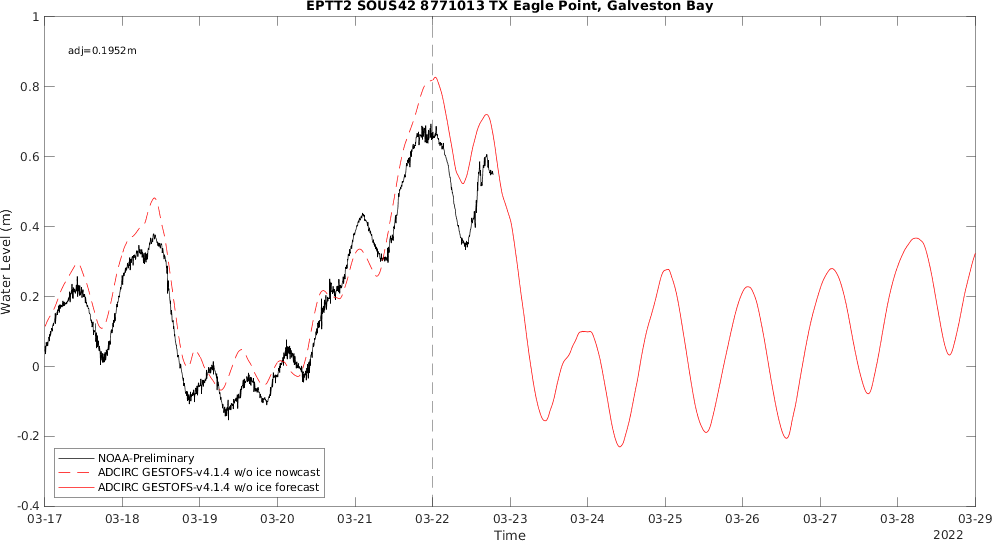 EPTT2 SOUS42 8771013 TX Eagle Point, Galveston Bay
adj=0.1952m
1
0.8
0.6
0.4
0.2
0
-0.2
-0.4
Water Level (m)
NOAA-Preliminary
ADCIRC GESTOFS-v4.1.4 w/o ice nowcast
ADCIRC GESTOFS-v4.1.4 w/o ice forecast
03-17 03-18 03-19 03-20 03-21 03-22 03-23 03-24 03-25 03-26 03-27 03-28 03-29
Time
2022